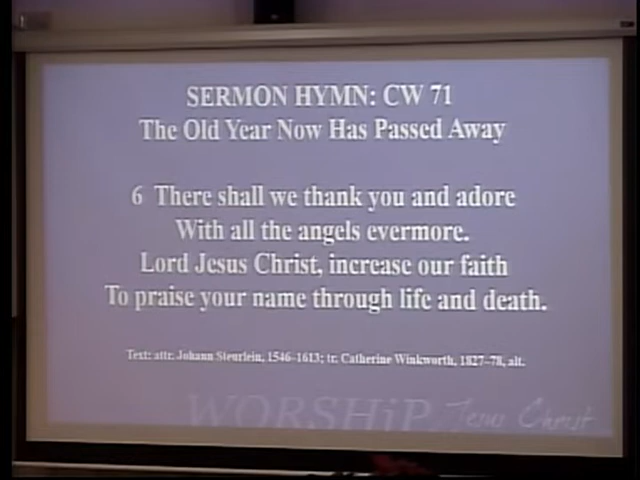 SERMON HYMN: CW 71
The Old Year Now Has Passed Away
6 There shall we thank you and adore
With all the angels evermore.
Lord Jesus Christ, increase our faith
To praise your name through life and death.
Text: attr. Johann Steurlein, 1546–1613; tr. Catherine Winkworth, 1827–78, alt.
WORSHiP Jesus Christ